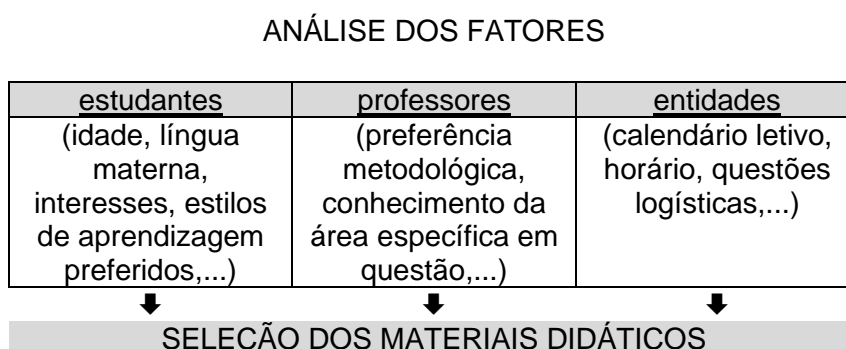 ANÁLISE DOS FATORES
estudantes
(idade, língua
materna,
interesses, estilos
de aprendizagem
preferidos,...)
professores
(preferência
metodológica,
conhecimento da
área específica em
questão,...)
entidades
(calendário letivo,
horário, questões
logísticas,...)
SELEÇÃO DOS MATERIAIS DIDÁTICOS